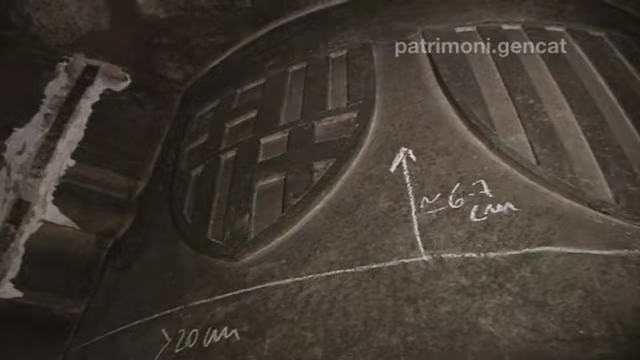 patrimoni.gencat
≃ 6-7
cm
>20 cm